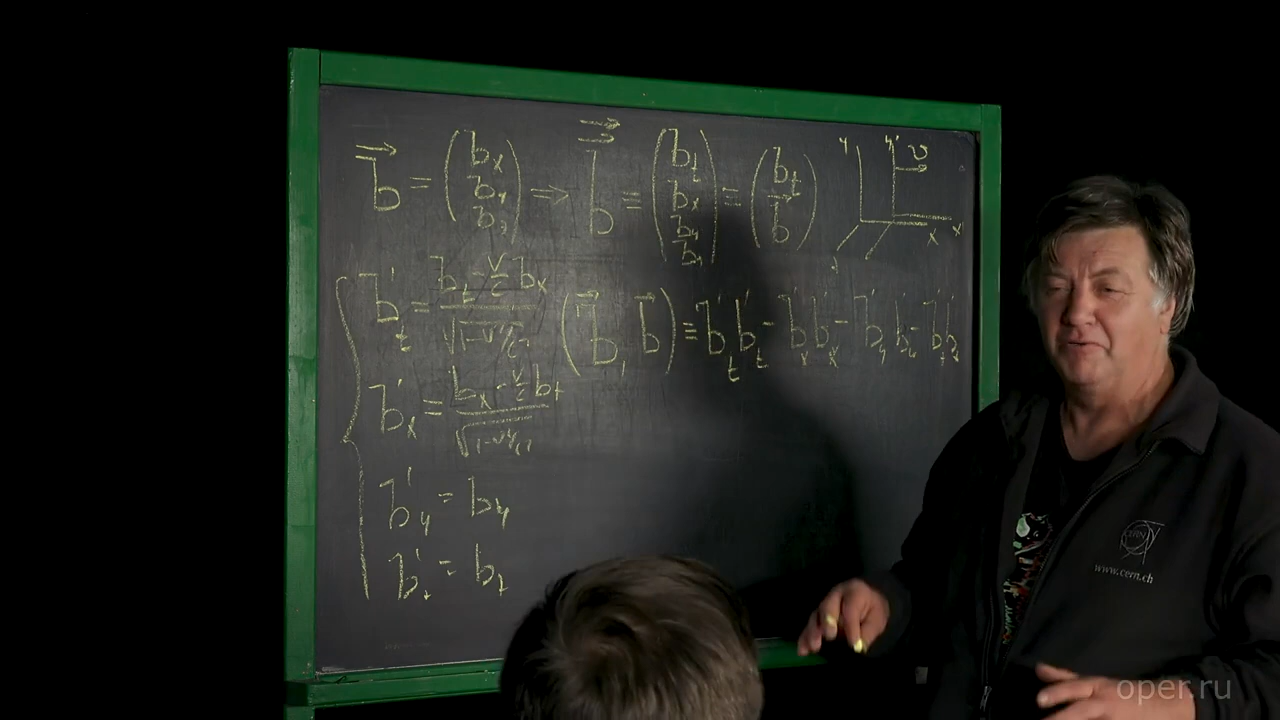 b⃗ = (bx by bz) ⇒ b⃗⃗ = (bt bx by bz) = (bt b⃗)
y y' v
x x'
z
b't = (bt - v/c bx) / √(1-v²/c²)
(b⃗, b⃗) = b't b't - b'x b'x - b'y b'y - b'z b'z
b'x = (bx - v/c bt) / √(1-v²/c²)
b'y = by
b'z = bz
CERN
www.cern.ch
oper.ru